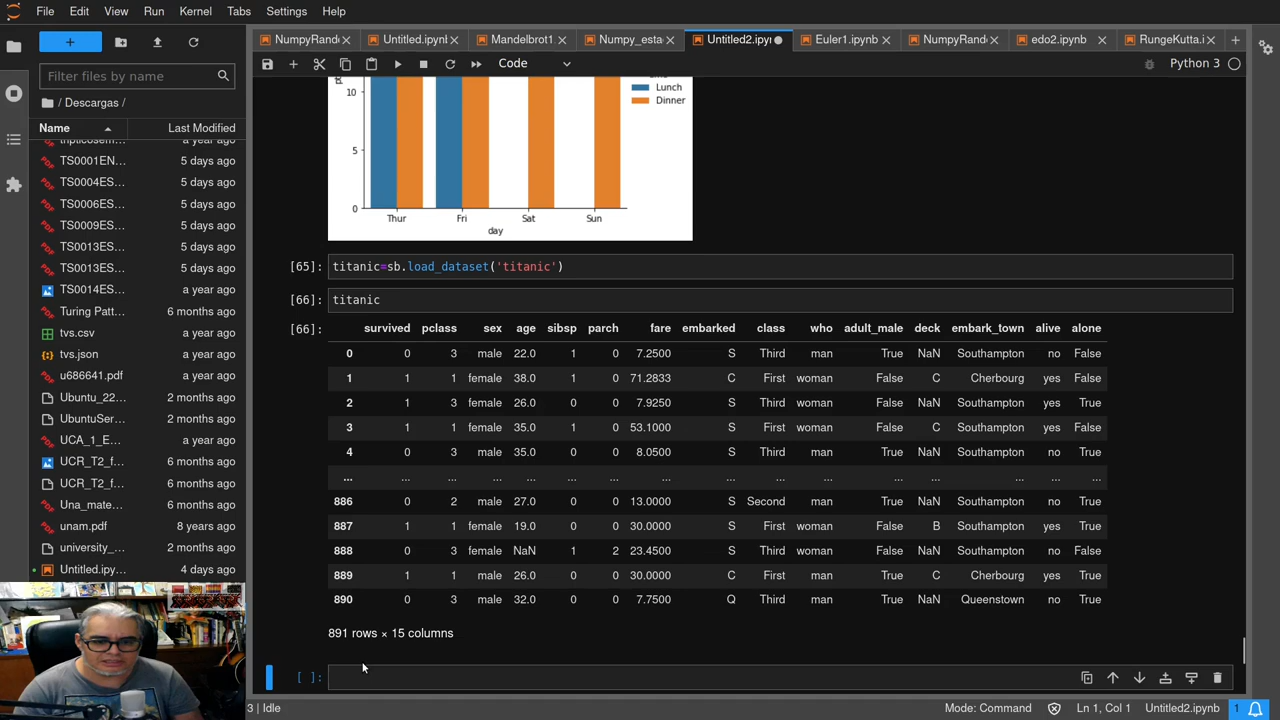 File Edit View Run Kernel Tabs Settings Help
NumpyRand Untitled.ipynb Mandelbrot1 Numpy_esta Untitled2.ipyn Euler1.ipynb NumpyRand edo2.ipynb RungeKutta.i
Code Python 3
Filter files by name
/ Descargas /
Name Last Modified
a year ago
TS0001EN... 5 days ago
TS0004ES... 5 days ago
TS0006ES... 5 days ago
TS0009ES... 5 days ago
TS0013ES... 5 days ago
TS0013ES... 5 days ago
TS0014ES... a year ago
Turing Patt... 6 months ago
tvs.csv a year ago
tvs.json a year ago
u686641.pdf a year ago
Ubuntu_22... 2 months ago
UbuntuSer... 2 months ago
UCA_1_E... a year ago
UCR_T2_f... 6 months ago
UCR_T2_f... 6 months ago
Una_mate... 6 months ago
unam.pdf 8 years ago
university_... 2 months ago
Untitled.ipy... 4 days ago
Lunch
10 Dinner
5
0
Thur Fri Sat Sun
day
[65]: titanic=sb.load_dataset('titanic')
[66]: titanic
[66]: survived pclass sex age sibsp parch fare embarked class who adult_male deck embark_town alive alone
0 0 3 male 22.0 1 0 7.2500 S Third man True NaN Southampton no False
1 1 1 female 38.0 1 0 71.2833 C First woman False C Cherbourg yes False
2 1 3 female 26.0 0 0 7.9250 S Third woman False NaN Southampton yes True
3 1 1 female 35.0 1 0 53.1000 S First woman False C Southampton yes False
4 0 3 male 35.0 0 0 8.0500 S Third man True NaN Southampton no True
... ... ... ... ... ... ... ... ... ... ... ... ... ... ... ...
886 0 2 male 27.0 0 0 13.0000 S Second man True NaN Southampton no True
887 1 1 female 19.0 0 0 30.0000 S First woman False B Southampton yes True
888 0 3 female NaN 1 2 23.4500 S Third woman False NaN Southampton no False
889 1 1 male 26.0 0 0 30.0000 C First man True C Cherbourg yes True
890 0 3 male 32.0 0 0 7.7500 Q Third man True NaN Queenstown no True
891 rows × 15 columns
[ ]:
3 | Idle Mode: Command Ln 1, Col 1 Untitled2.ipynb 1